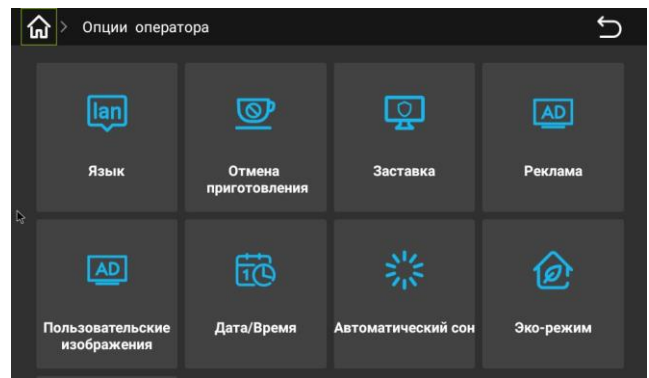 > Опции оператора
lan
AD
Язык
Отмена
приготовления
Заставка
Реклама
AD
1
Пользовательские
изображения
Дата/Время
Автоматический сон
Эко-режим